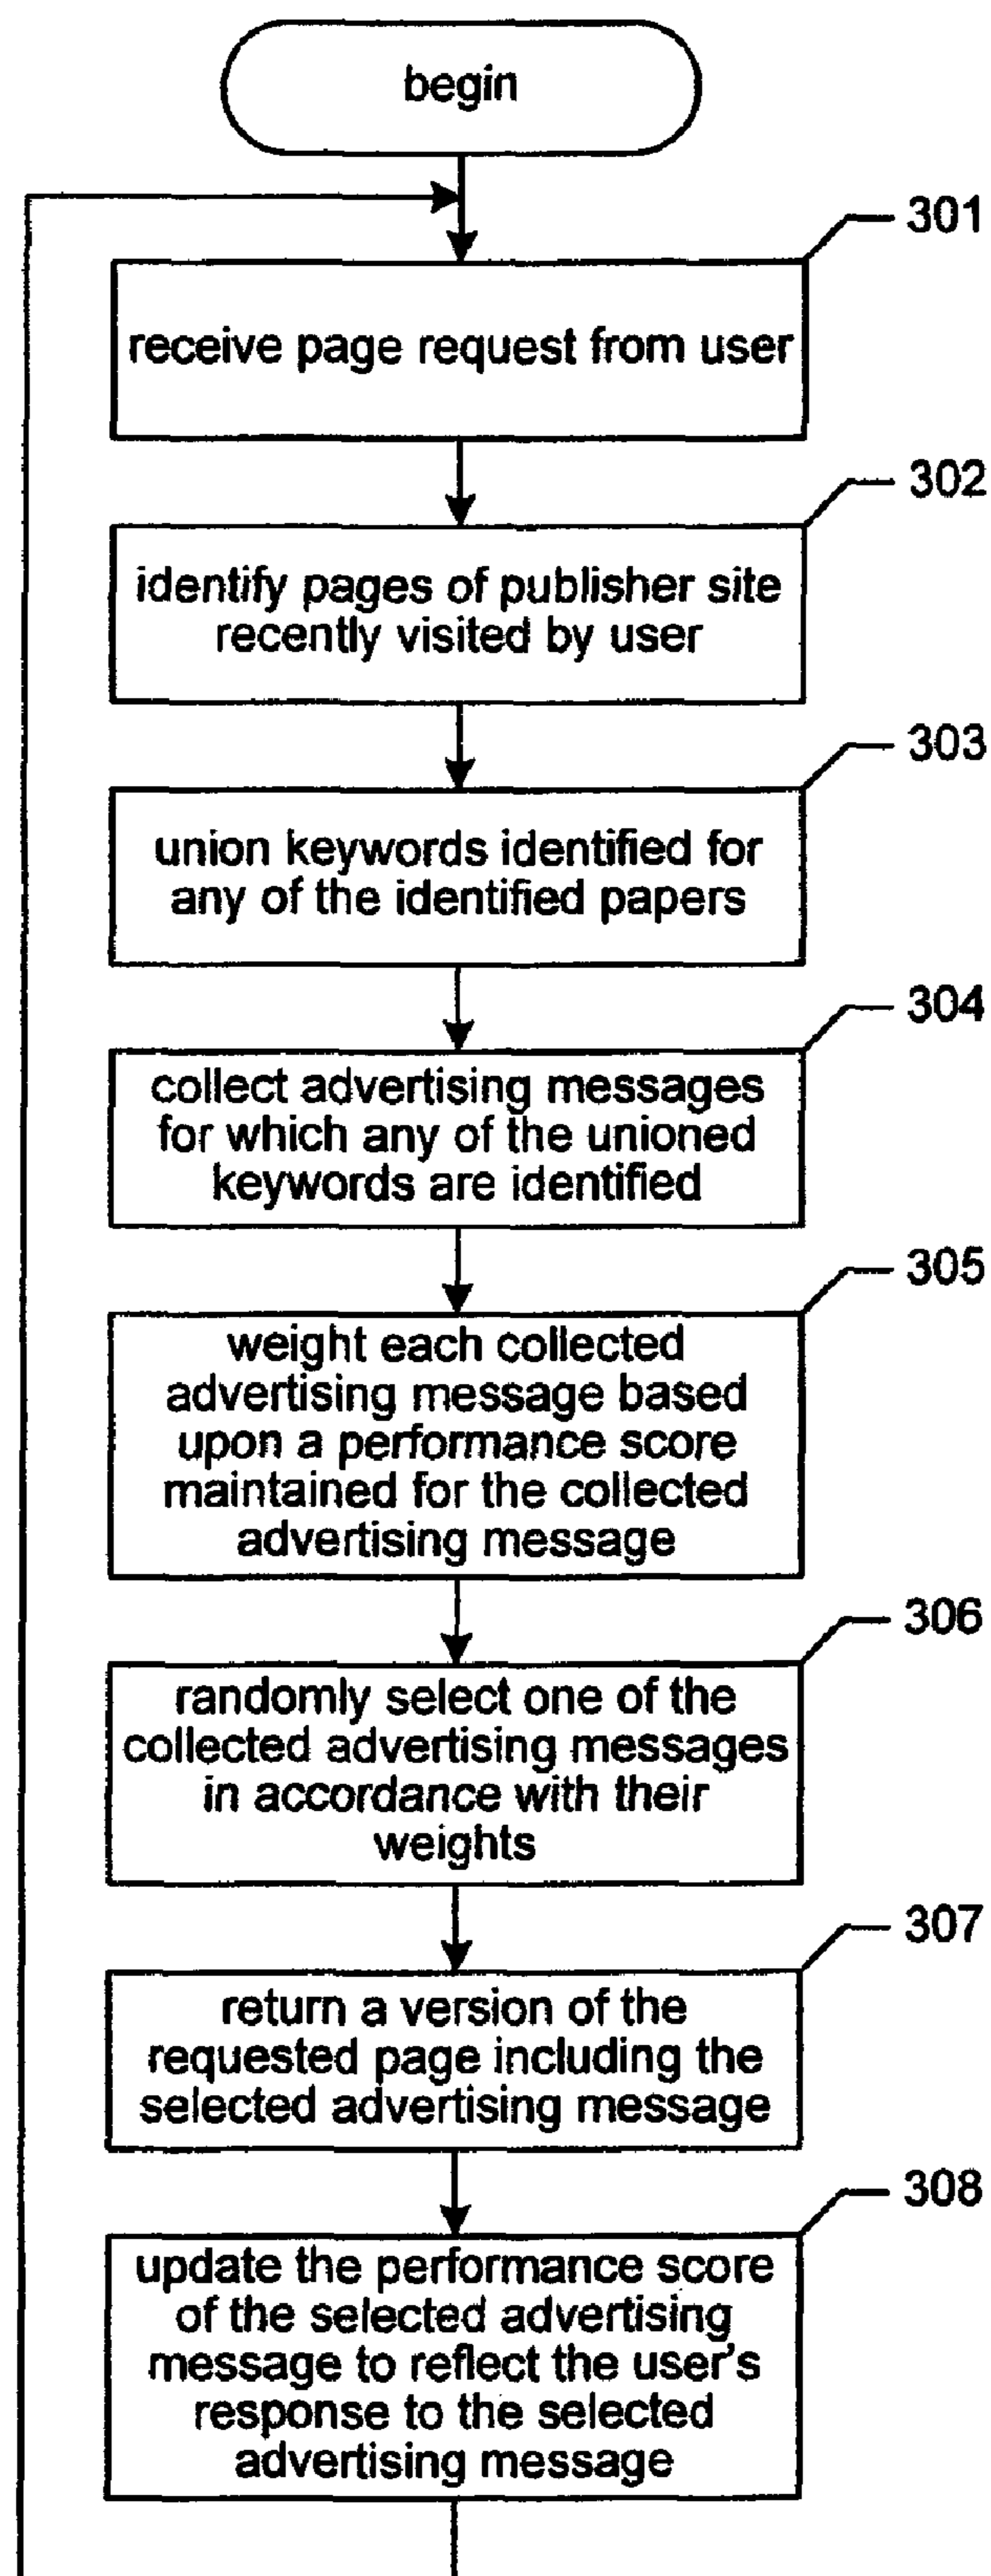 begin
301
receive page request from user
302
identify pages of publisher site
recently visited by user
303
union keywords identified for
any of the identified papers
304
collect advertising messages
for which any of the unioned
keywords are identified
305
weight each collected
advertising message based
upon a performance score
maintained for the collected
advertising message
306
randomly select one of the
collected advertising messages
in accordance with their
weights
307
return a version of the
requested page including the
selected advertising message
308
update the performance score
of the selected advertising
message to reflect the user's
response to the selected
advertising message